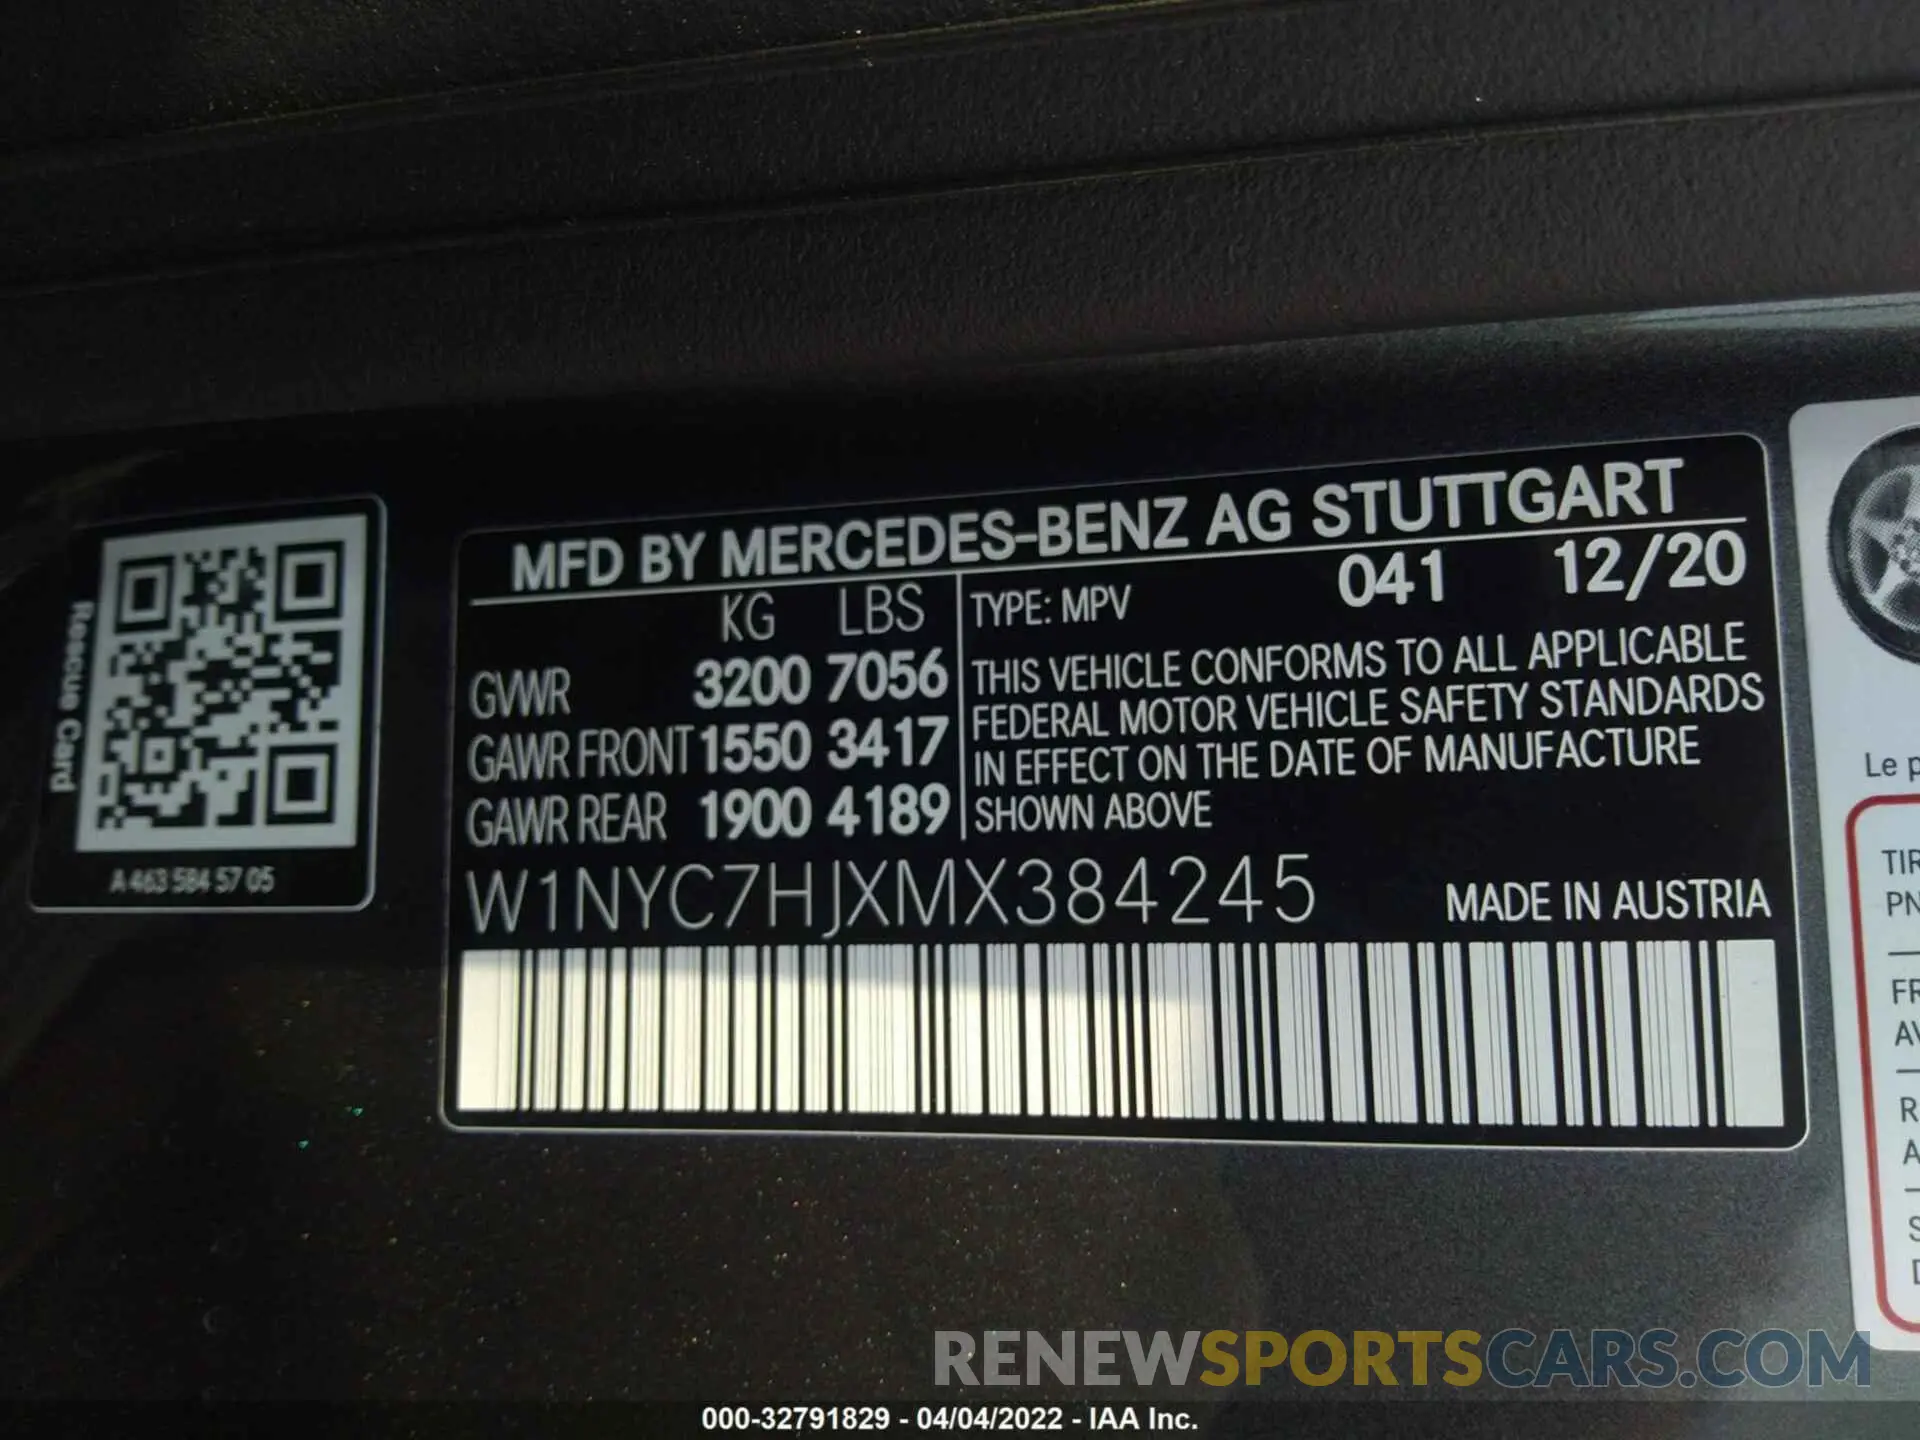 Rescue Card
A 463 584 57 05
MFD BY MERCEDES-BENZ AG STUTTGART
KG LBS
GVWR 3200 7056
GAWR FRONT 1550 3417
GAWR REAR 1900 4189
TYPE: MPV 041 12/20
THIS VEHICLE CONFORMS TO ALL APPLICABLE
FEDERAL MOTOR VEHICLE SAFETY STANDARDS
IN EFFECT ON THE DATE OF MANUFACTURE
SHOWN ABOVE
W1NYC7HJXMX384245
MADE IN AUSTRIA
Le
RENEWSPORTSCARS.COM
000-32791829 - 04/04/2022 - IAA Inc.